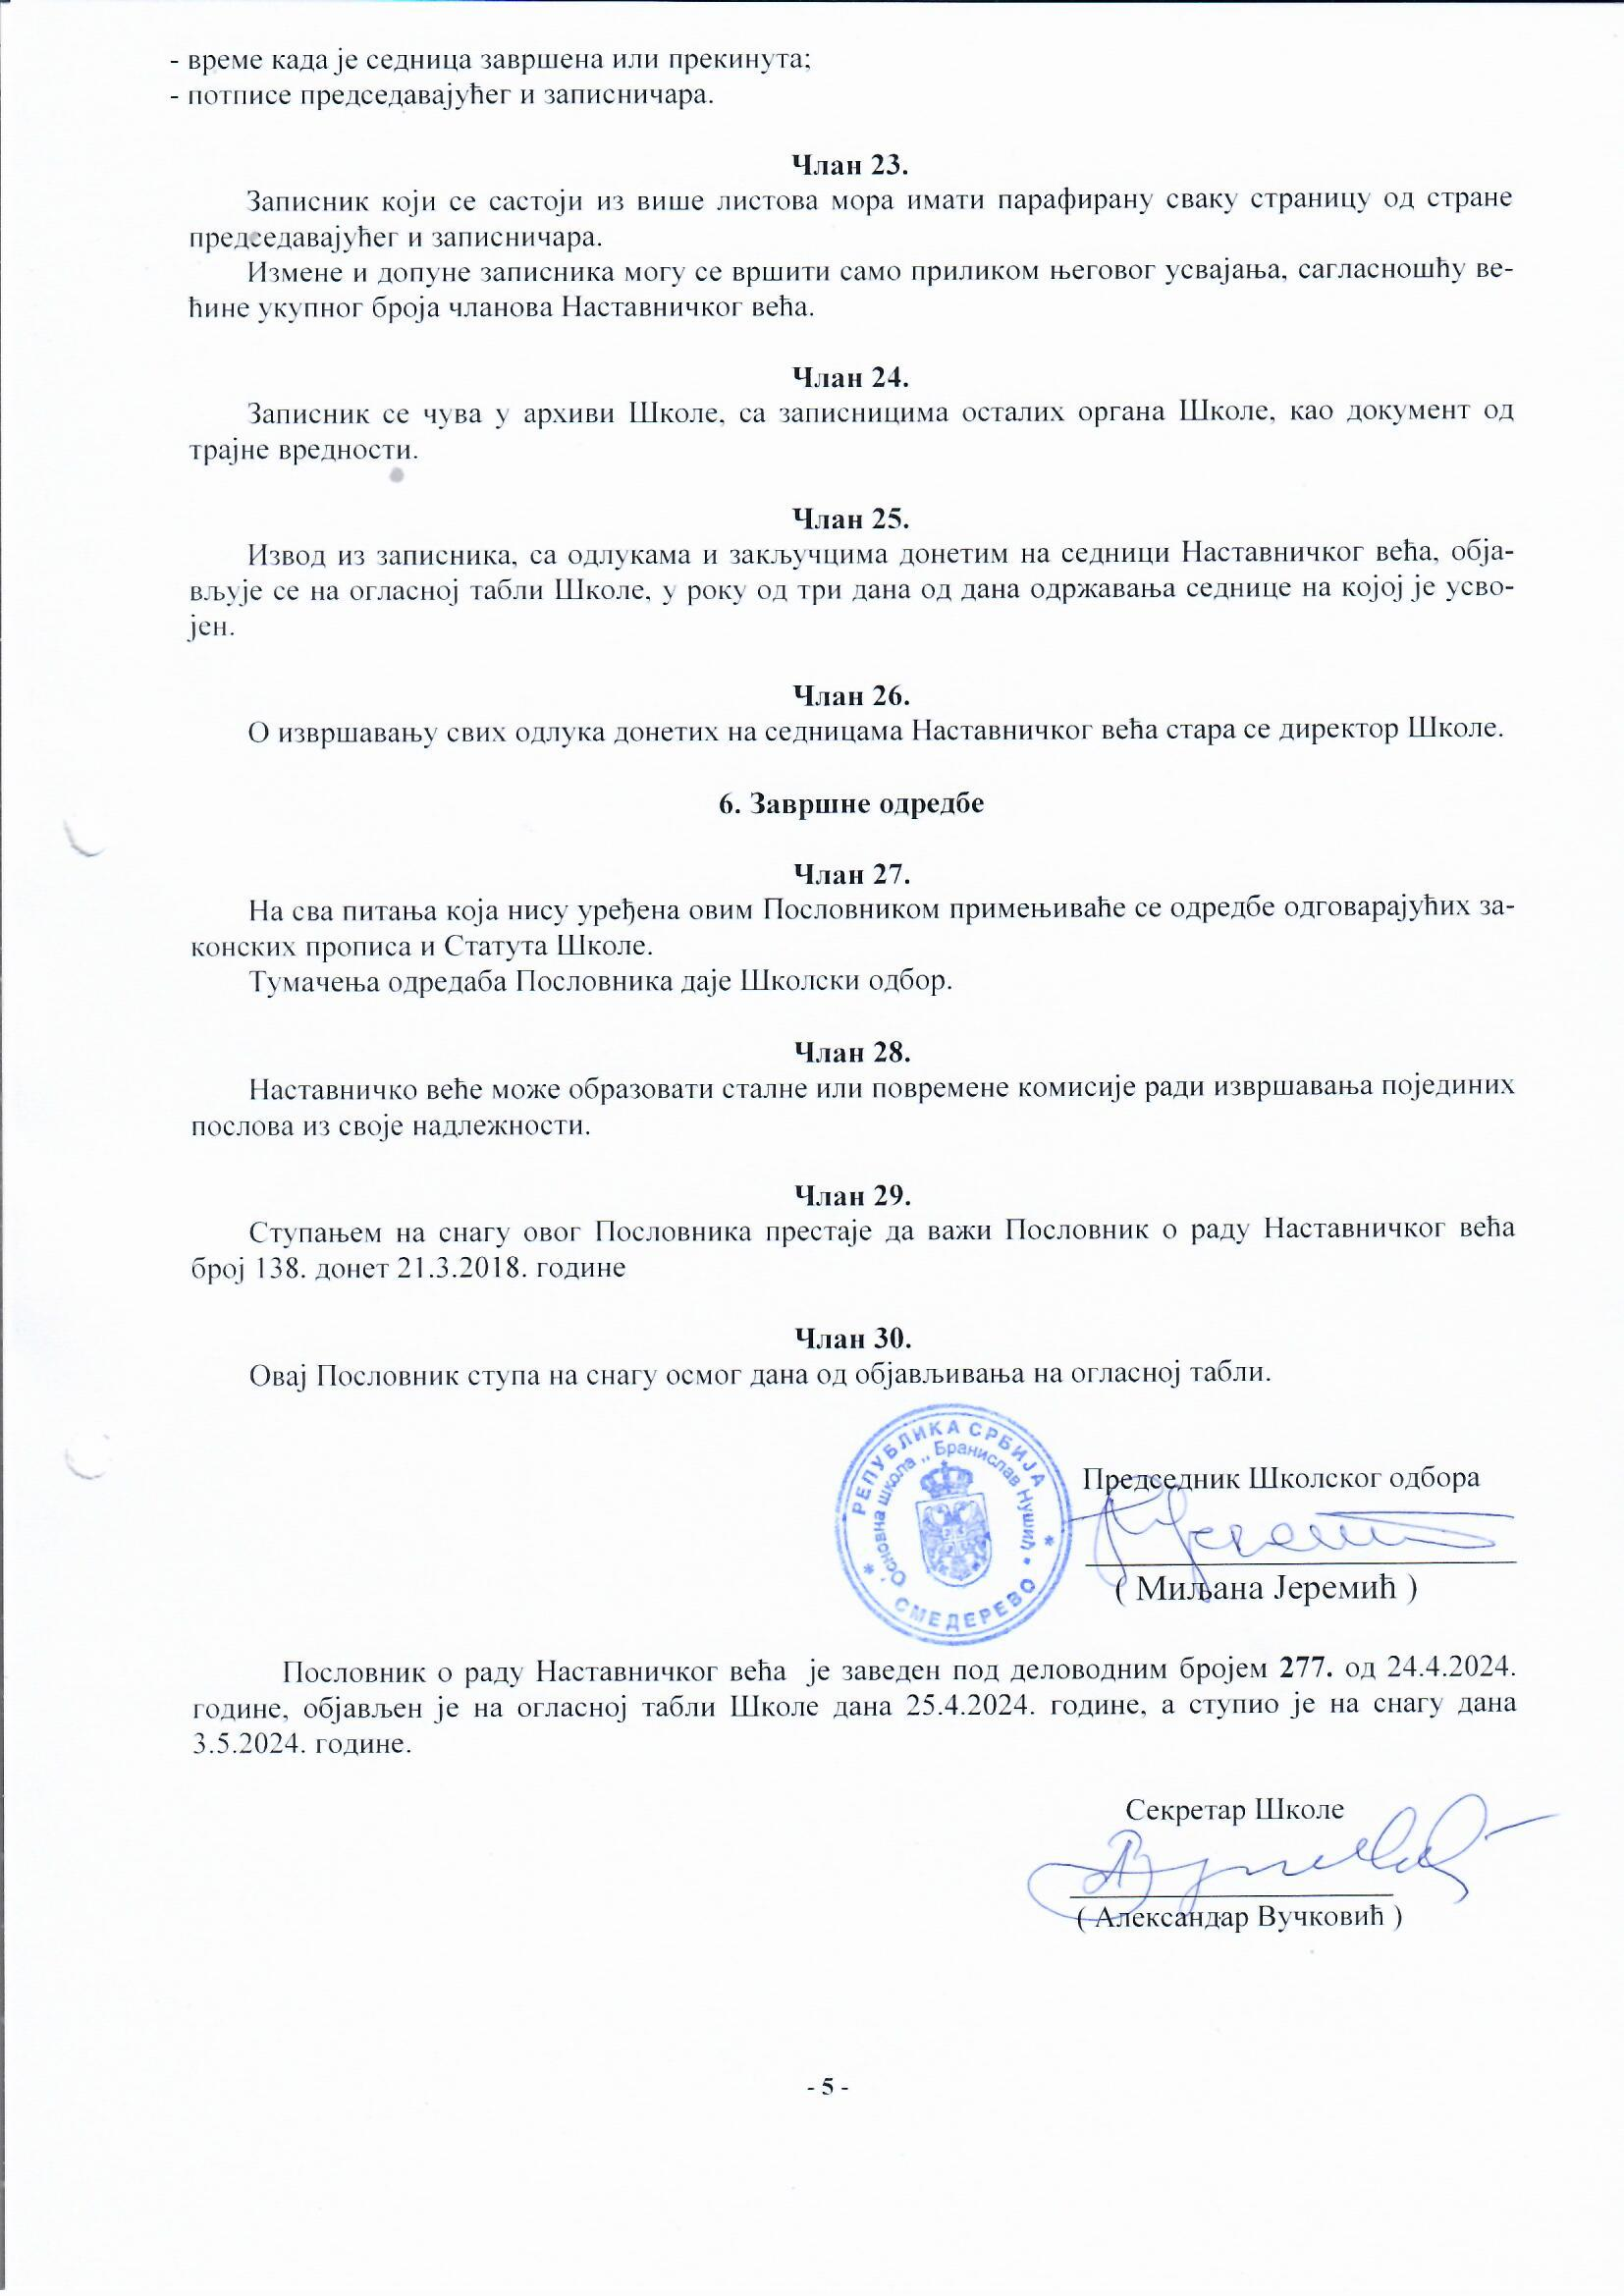 - време када је седница завршена или прекинута;
- потписе председавајућег и записничара.
Члан 23.
Записник који се састоји из више листова мора имати парафирану сваку страницу од стране
председавајућег и записничара.
Измене и допуне записника могу се вршити само приликом његовог усвајања, сагласношћу ве-
ћине укупног броја чланова Наставничког већа.
Члан 24.
Записник се чува у архиви Школе, са записницима осталих органа Школе, као документ од
трајне вредности.
Члан 25.
Извод из записника, са одлукама и закључцима донетим на седници Наставничког већа, обја-
вљује се на огласној табли Школе, у року од три дана од дана одржавања седнице на којој је усво-
јен.
Члан 26.
О извршавању свих одлука донетих на седницама Наставничког већа стара се директор Школе.
6. Завршне одредбе
Члан 27.
На сва питања која нису уређена овим Пословником примењиваће се одредбе одговарајућих за-
конских прописа и Статута Школе.
Тумачења одредаба Пословника даје Школски одбор.
Члан 28.
Наставничко веће може образовати сталне или повремене комисије ради извршавања појединих
послова из своје надлежности.
Члан 29.
Ступањем на снагу овог Пословника престаје да важи Пословник о раду Наставничког већа
број 138. донет 21.3.2018. године
Члан 30.
Овај Пословник ступа на снагу осмог дана од објављивања на огласној табли.
РЕПУБЛИКА СРБИЈА
Основна школа ,, Бранислав Нушић
* СМЕДЕРЕВО *
Председник Школског одбора
( Миљана Јеремић )
Пословник о раду Наставничког већа је заведен под деловодним бројем 277. од 24.4.2024.
године, објављен је на огласној табли Школе дана 25.4.2024. године, а ступио је на снагу дана
3.5.2024. године.
Секретар Школе
( Александар Вучковић )
- 5 -